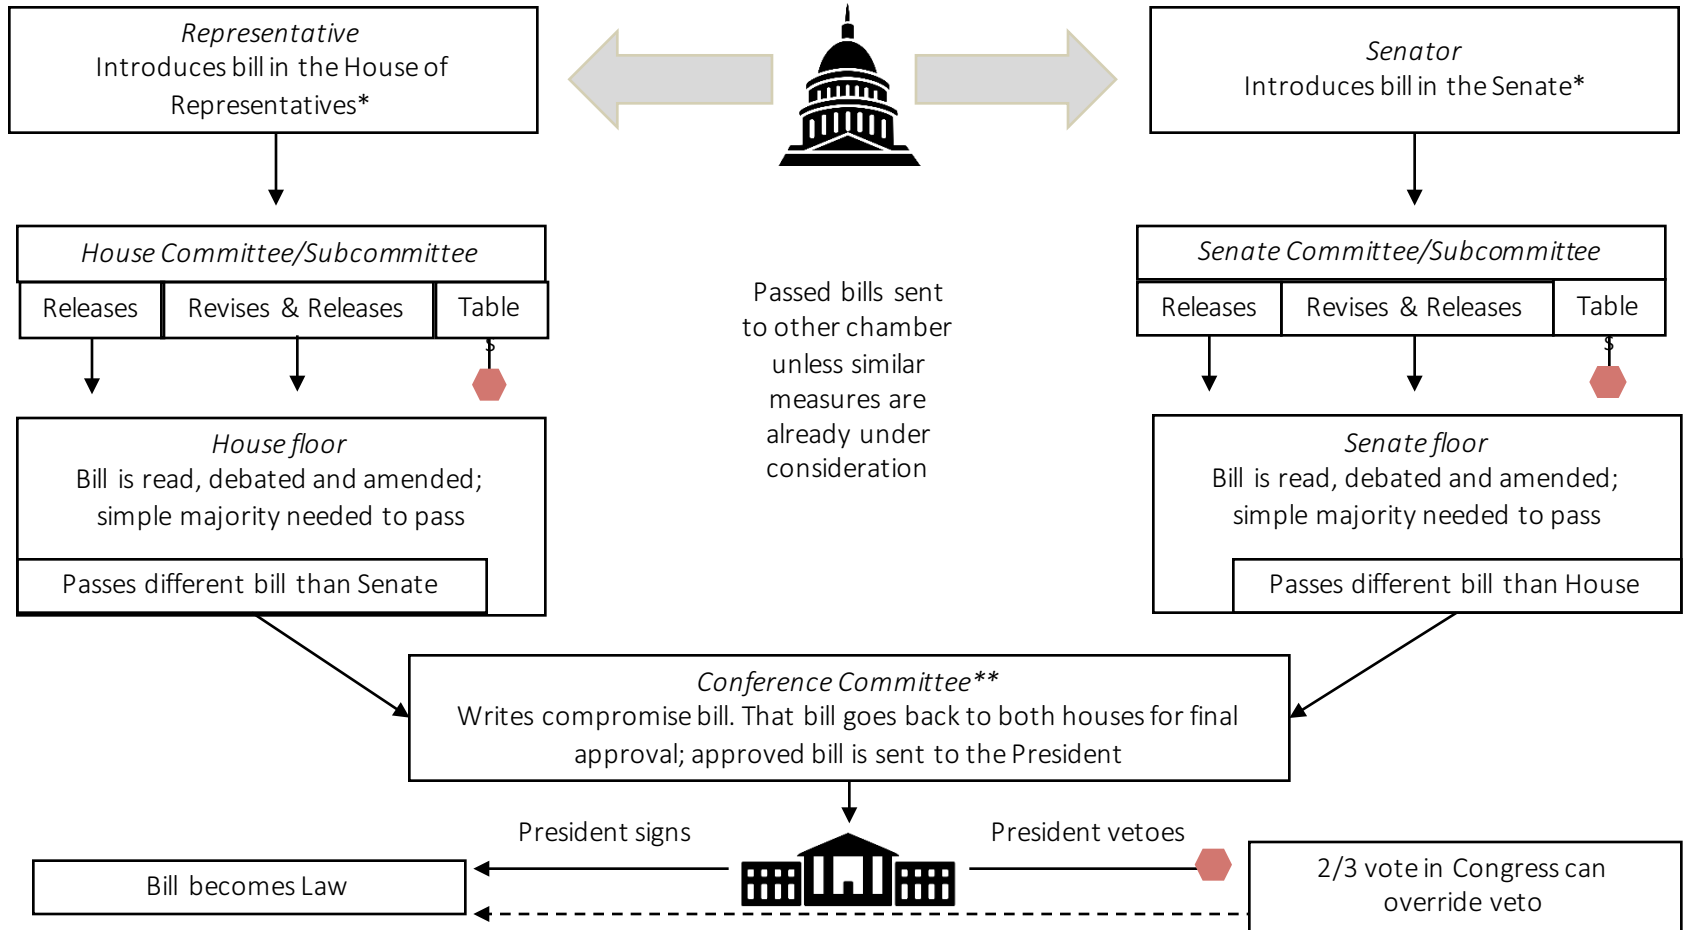 Representative
Introduces bill in the House of
Representatives*
Senator
Introduces bill in the Senate*
House Committee/Subcommittee
Releases
Revises & Releases
Table
s
Senate Committee/Subcommittee
Releases
Revises & Releases
Table
s
Passed bills sent
to other chamber
unless similar
measures are
already under
consideration
House floor
Bill is read, debated and amended;
simple majority needed to pass
Passes different bill than Senate
Senate floor
Bill is read, debated and amended;
simple majority needed to pass
Passes different bill than House
Conference Committee**
Writes compromise bill. That bill goes back to both houses for final
approval; approved bill is sent to the President
President signs
President vetoes
Bill becomes Law
2/3 vote in Congress can
override veto